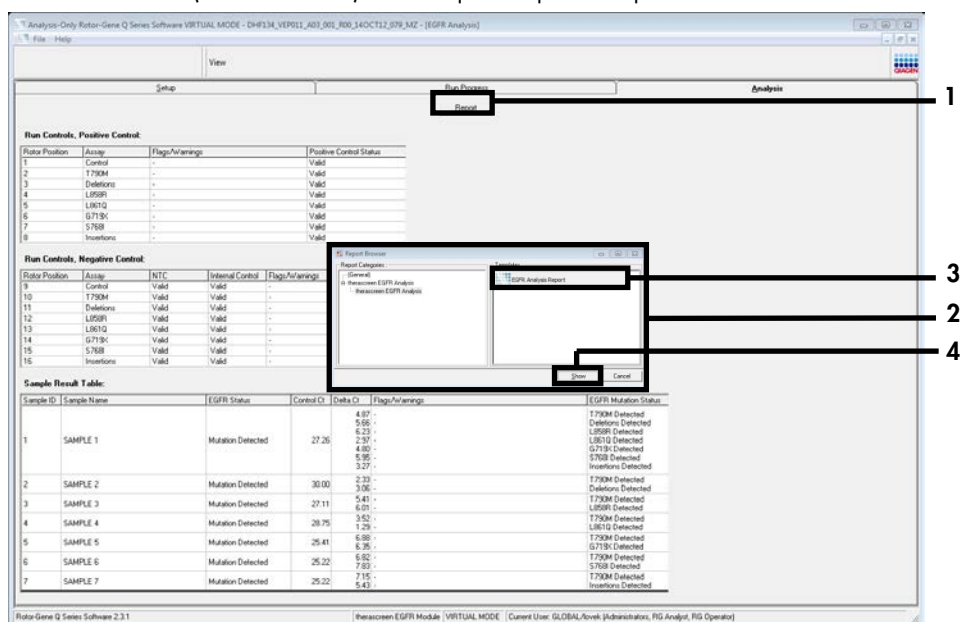 Analysis-Only Rotor-Gene Q Series Software VIRTUAL MODE - DHF134_VEP011_A03_001_R00_14OCT12_079_MZ - [EGFR Analysis]
File Help
View
QIAGEN
Setup Run Progress Analysis
Report 1
Run Controls, Positive Control:
Rotor Position Assay Flags/Warnings Positive Control Status
1 Control - Valid
2 T790M - Valid
3 Deletions - Valid
4 L858R - Valid
5 L861Q - Valid
6 G719X - Valid
7 S768I - Valid
8 Insertions - Valid
Run Controls, Negative Control:
Rotor Position Assay NTC Internal Control Flags/Warnings
9 Control Valid Valid -
10 T790M Valid Valid -
11 Deletions Valid Valid -
12 L858R Valid Valid -
13 L861Q Valid Valid -
14 G719X Valid Valid -
15 S768I Valid Valid -
16 Insertions Valid Valid -
Report Browser
Report Categories Templates
(General)
therascreen EGFR Analysis
therascreen EGFR Analysis
EGFR Analysis Report 3
2
Show Cancel 4
Sample Result Table:
Sample ID Sample Name EGFR Status Control Ct Delta Ct Flags/Warnings EGFR Mutation Status
1 SAMPLE 1 Mutation Detected 27.26 4.87 - T790M Detected
5.66 - Deletions Detected
6.23 - L858R Detected
2.97 - L861Q Detected
4.80 - G719X Detected
5.95 - S768I Detected
3.27 - Insertions Detected
2 SAMPLE 2 Mutation Detected 30.00 2.33 - T790M Detected
3.06 - Deletions Detected
3 SAMPLE 3 Mutation Detected 27.11 5.41 - T790M Detected
6.01 - L858R Detected
4 SAMPLE 4 Mutation Detected 28.75 3.52 - T790M Detected
1.29 - L861Q Detected
5 SAMPLE 5 Mutation Detected 25.41 6.88 - T790M Detected
6.35 - G719X Detected
6 SAMPLE 6 Mutation Detected 25.22 6.82 - T790M Detected
7.83 - S768I Detected
7 SAMPLE 7 Mutation Detected 25.22 7.15 - T790M Detected
5.43 - Insertions Detected
Rotor-Gene Q Series Software 2.3.1 therascreen EGFR Module VIRTUAL MODE Current User: GLOBAL/lovek [Administrators, RG Analyst, RG Operator]